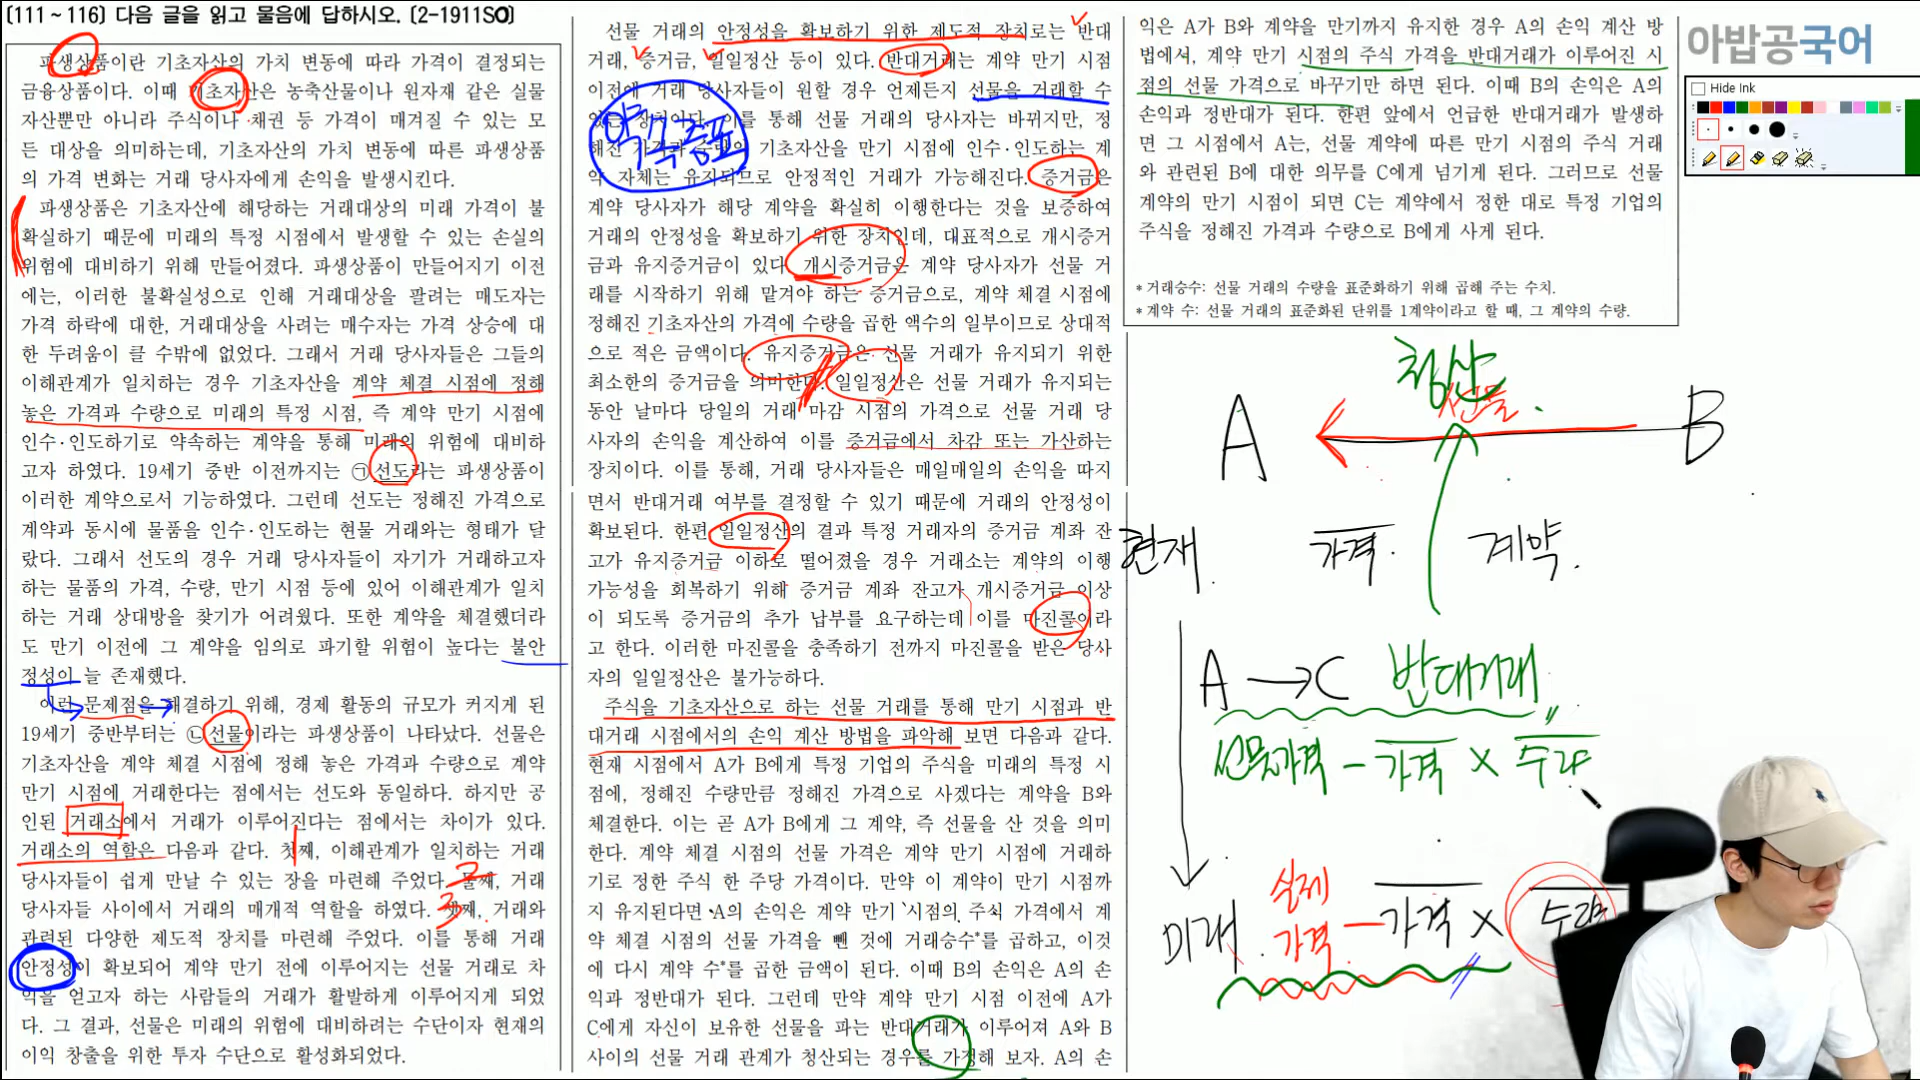 [111~116] 다음 글을 읽고 물음에 답하시오. [2-1911SO]
파생상품이란 기초자산의 가치 변동에 따라 가격이 결정되는
금융상품이다. 이때 기초자산은 농축산물이나 원자재 같은 실물
자산뿐만 아니라 주식이나 채권 등 가격이 매겨질 수 있는 모
든 대상을 의미하는데, 기초자산의 가치 변동에 따른 파생상품
의 가격 변화는 거래 당사자에게 손익을 발생시킨다.
파생상품은 기초자산에 해당하는 거래대상의 미래 가격이 불
확실하기 때문에 미래의 특정 시점에서 발생할 수 있는 손실의
위험에 대비하기 위해 만들어졌다. 파생상품이 만들어지기 이전
에는, 이러한 불확실성으로 인해 거래대상을 팔려는 매도자는
가격 하락에 대한, 거래대상을 사려는 매수자는 가격 상승에 대
한 두려움이 클 수밖에 없었다. 그래서 거래 당사자들은 그들의
이해관계가 일치하는 경우 기초자산을 계약 체결 시점에 정해
놓은 가격과 수량으로 미래의 특정 시점, 즉 계약 만기 시점에
인수·인도하기로 약속하는 계약을 통해 미래의 위험에 대비하
고자 하였다. 19세기 중반 이전까지는 ㉠선도라는 파생상품이
이러한 계약으로서 기능하였다. 그런데 선도는 정해진 가격으로
계약과 동시에 물품을 인수·인도하는 현물 거래와는 형태가 달
랐다. 그래서 선도의 경우 거래 당사자들이 자기가 거래하고자
하는 물품의 가격, 수량, 만기 시점 등에 있어 이해관계가 일치
하는 거래 상대방을 찾기가 어려웠다. 또한 계약을 체결했더라
도 만기 이전에 그 계약을 임의로 파기할 위험이 높다는 불안
정성이 늘 존재했다.
이런 문제점을 해결하기 위해, 경제 활동의 규모가 커지게 된
19세기 중반부터는 ㉡선물이라는 파생상품이 나타났다. 선물은
기초자산을 계약 체결 시점에 정해 놓은 가격과 수량으로 계약
만기 시점에 거래한다는 점에서는 선도와 동일하다. 하지만 공
인된 거래소에서 거래가 이루어진다는 점에서는 차이가 있다.
거래소의 역할은 다음과 같다. 첫째, 이해관계가 일치하는 거래
당사자들이 쉽게 만날 수 있는 장을 마련해 주었다. 둘째, 거래
2
당사자들 사이에서 거래의 매개적 역할을 하였다. 셋째, 거래와
3
관련된 다양한 제도적 장치를 마련해 주었다. 이를 통해 거래
안정성이 확보되어 계약 만기 전에 이루어지는 선물 거래로 차
익을 얻고자 하는 사람들의 거래가 활발하게 이루어지게 되었
다. 그 결과, 선물은 미래의 위험에 대비하려는 수단이자 현재의
이익 창출을 위한 투자 수단으로 활성화되었다.
선물 거래의 안정성을 확보하기 위한 제도적 장치로는 반대
거래, 증거금, 일일정산 등이 있다. 반대거래는 계약 만기 시점
이전에 거래 당사자들이 원할 경우 언제든지 선물을 거래할 수
있는 장치이다. 이를 통해 선물 거래의 당사자는 바뀌지만, 정
해진 가격과 수량의 기초자산을 만기 시점에 인수·인도하는 계
약 자체는 유지되므로 안정적인 거래가 가능해진다. 증거금은
계약 당사자가 해당 계약을 확실히 이행한다는 것을 보증하여
거래의 안정성을 확보하기 위한 장치인데, 대표적으로 개시증거
금과 유지증거금이 있다. 개시증거금은 계약 당사자가 선물 거
래를 시작하기 위해 맡겨야 하는 증거금으로, 계약 체결 시점에
정해진 기초자산의 가격에 수량을 곱한 액수의 일부이므로 상대적
으로 적은 금액이다. 유지증거금은 선물 거래가 유지되기 위한
최소한의 증거금을 의미한다. 일일정산은 선물 거래가 유지되는
동안 날마다 당일의 거래 마감 시점의 가격으로 선물 거래 당
사자의 손익을 계산하여 이를 증거금에서 차감 또는 가산하는
장치이다. 이를 통해, 거래 당사자들은 매일매일의 손익을 따지
면서 반대거래 여부를 결정할 수 있기 때문에 거래의 안정성이
확보된다. 한편 일일정산의 결과 특정 거래자의 증거금 계좌 잔
고가 유지증거금 이하로 떨어졌을 경우 거래소는 계약의 이행
가능성을 회복하기 위해 증거금 계좌 잔고가 개시증거금 이상
이 되도록 증거금의 추가 납부를 요구하는데 이를 마진콜이라
고 한다. 이러한 마진콜을 충족하기 전까지 마진콜을 받은 당사
자의 일일정산은 불가능하다.
주식을 기초자산으로 하는 선물 거래를 통해 만기 시점과 반
대거래 시점에서의 손익 계산 방법을 파악해 보면 다음과 같다.
현재 시점에서 A가 B에게 특정 기업의 주식을 미래의 특정 시
점에, 정해진 수량만큼 정해진 가격으로 사겠다는 계약을 B와
체결한다. 이는 곧 A가 B에게 그 계약, 즉 선물을 산 것을 의미
한다. 계약 체결 시점의 선물 가격은 계약 만기 시점에 거래하
기로 정한 주식 한 주당 가격이다. 만약 이 계약이 만기 시점까
지 유지된다면 A의 손익은 계약 만기 시점의 주식 가격에서 계
약 체결 시점의 선물 가격을 뺀 것에 거래승수*를 곱하고, 이것
에 다시 계약 수*를 곱한 금액이 된다. 이때 B의 손익은 A의 손
익과 정반대가 된다. 그런데 만약 계약 만기 시점 이전에 A가
C에게 자신이 보유한 선물을 파는 반대거래가 이루어져 A와 B
사이의 선물 거래 관계가 청산되는 경우를 가정해 보자. A의 손
약속증표
익은 A가 B와 계약을 만기까지 유지한 경우 A의 손익 계산 방
법에서, 계약 만기 시점의 주식 가격을 반대거래가 이루어진 시
점의 선물 가격으로 바꾸기만 하면 된다. 이때 B의 손익은 A의
손익과 정반대가 된다. 한편 앞에서 언급한 반대거래가 발생하
면 그 시점에서 A는, 선물 계약에 따른 만기 시점의 주식 거래
와 관련된 B에 대한 의무를 C에게 넘기게 된다. 그러므로 선물
계약의 만기 시점이 되면 C는 계약에서 정한 대로 특정 기업의
주식을 정해진 가격과 수량으로 B에게 사게 된다.
* 거래승수: 선물 거래의 수량을 표준화하기 위해 곱해 주는 수치.
* 계약 수: 선물 거래의 표준화된 단위를 1계약이라고 할 때, 그 계약의 수량.
아밥공국어
Hide Ink
청산
선물
A B
현재 가격 계약
A → C 반대거래
선물가격 - 가격 × 수량
미래 실제 가격 - 가격 × 수량